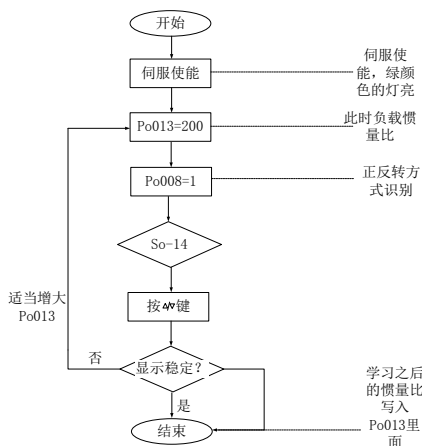 开始
伺服使能
伺服使
能，绿颜
色的灯亮
Po013=200
此时负载惯
量比
Po008=1
正反转方
式识别
So-14
适当增大
Po013
按△▽键
否
显示稳定？
是
结束
学习之后
的惯量比
写入
Po013里
面